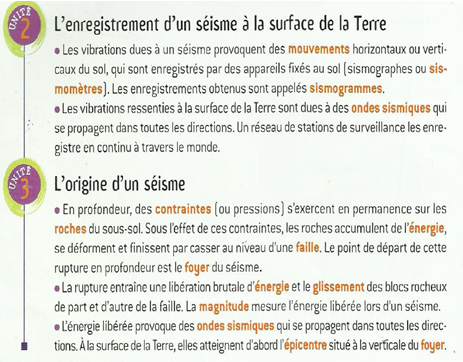 UNITÉ 2
L'enregistrement d'un séisme à la surface de la Terre
• Les vibrations dues à un séisme provoquent des mouvements horizontaux ou verti-
caux du sol, qui sont enregistrés par des appareils fixés au sol (sismographes ou sis-
momètres). Les enregistrements obtenus sont appelés sismogrammes.
• Les vibrations ressenties à la surface de la Terre sont dues à des ondes sismiques qui
se propagent dans toutes les directions. Un réseau de stations de surveillance les enre-
gistre en continu à travers le monde.
UNITÉ 3
L'origine d'un séisme
• En profondeur, des contraintes (ou pressions) s'exercent en permanence sur les
roches du sous-sol. Sous l'effet de ces contraintes, les roches accumulent de l'énergie,
se déforment et finissent par casser au niveau d'une faille. Le point de départ de cette
rupture en profondeur est le foyer du séisme.
• La rupture entraîne une libération brutale d'énergie et le glissement des blocs rocheux
de part et d'autre de la faille. La magnitude mesure l'énergie libérée lors d'un séisme.
• L'énergie libérée provoque des ondes sismiques qui se propagent dans toutes les direc-
tions. À la surface de la Terre, elles atteignent d'abord l'épicentre situé à la verticale du foyer.